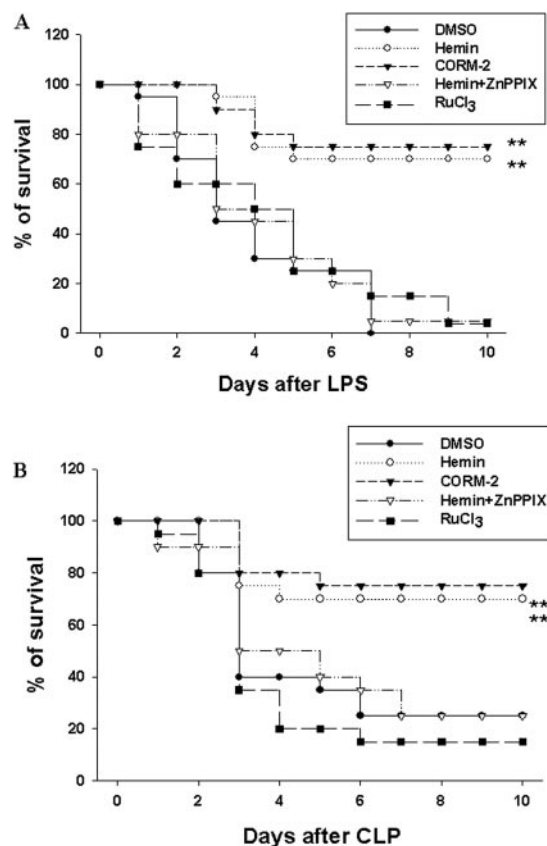 A
DMSO
Hemin
CORM-2
Hemin+ZnPPIX
RuCl3
120
100
80
60
40
20
0
% of survival
**
**
0 2 4 6 8 10
Days after LPS
B
DMSO
Hemin
CORM-2
Hemin+ZnPPIX
RuCl3
120
100
80
60
40
20
0
% of survival
**
**
0 2 4 6 8 10
Days after CLP